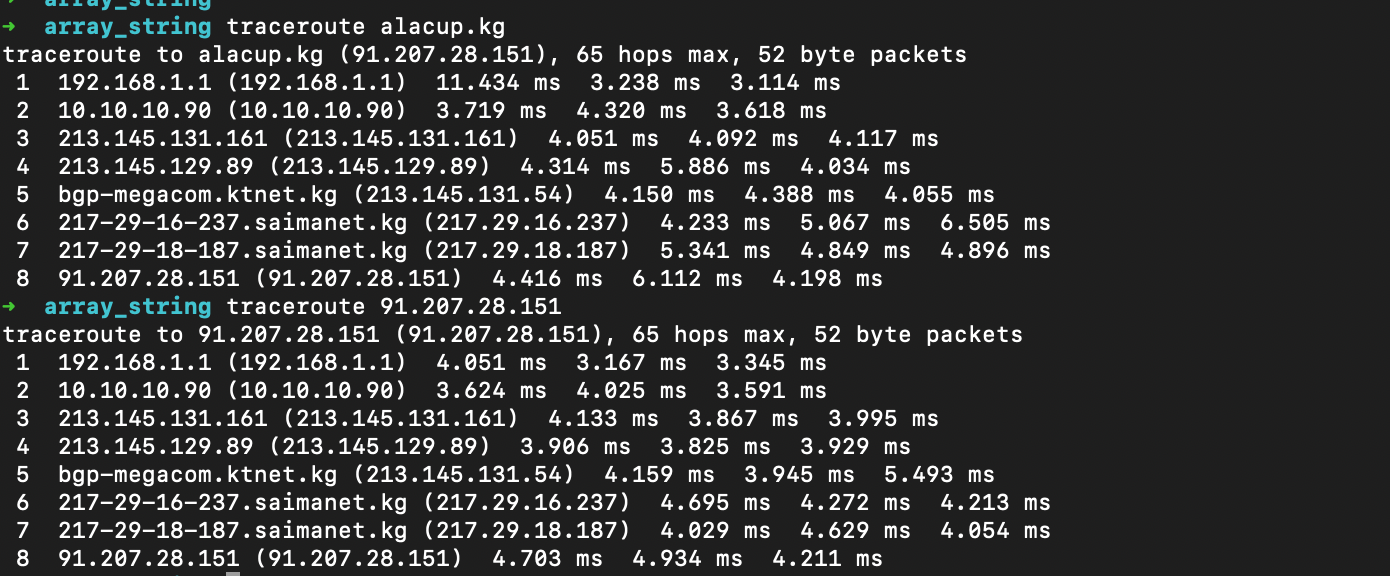 →  array_string
→  array_string traceroute alacup.kg
traceroute to alacup.kg (91.207.28.151), 65 hops max, 52 byte packets
 1  192.168.1.1 (192.168.1.1)  11.434 ms  3.238 ms  3.114 ms
 2  10.10.10.90 (10.10.10.90)  3.719 ms  4.320 ms  3.618 ms
 3  213.145.131.161 (213.145.131.161)  4.051 ms  4.092 ms  4.117 ms
 4  213.145.129.89 (213.145.129.89)  4.314 ms  5.886 ms  4.034 ms
 5  bgp-megacom.ktnet.kg (213.145.131.54)  4.150 ms  4.388 ms  4.055 ms
 6  217-29-16-237.saimanet.kg (217.29.16.237)  4.233 ms  5.067 ms  6.505 ms
 7  217-29-18-187.saimanet.kg (217.29.18.187)  5.341 ms  4.849 ms  4.896 ms
 8  91.207.28.151 (91.207.28.151)  4.416 ms  6.112 ms  4.198 ms
→  array_string traceroute 91.207.28.151
traceroute to 91.207.28.151 (91.207.28.151), 65 hops max, 52 byte packets
 1  192.168.1.1 (192.168.1.1)  4.051 ms  3.167 ms  3.345 ms
 2  10.10.10.90 (10.10.10.90)  3.624 ms  4.025 ms  3.591 ms
 3  213.145.131.161 (213.145.131.161)  4.133 ms  3.867 ms  3.995 ms
 4  213.145.129.89 (213.145.129.89)  3.906 ms  3.825 ms  3.929 ms
 5  bgp-megacom.ktnet.kg (213.145.131.54)  4.159 ms  3.945 ms  5.493 ms
 6  217-29-16-237.saimanet.kg (217.29.16.237)  4.695 ms  4.272 ms  4.213 ms
 7  217-29-18-187.saimanet.kg (217.29.18.187)  4.029 ms  4.629 ms  4.054 ms
 8  91.207.28.151 (91.207.28.151)  4.703 ms  4.934 ms  4.211 ms